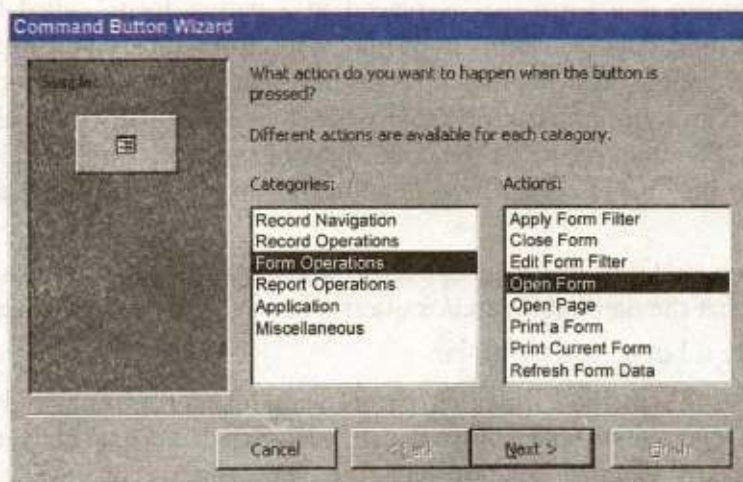 Command Button Wizard
Sample:
What action do you want to happen when the button is
pressed?
Different actions are available for each category.
Categories:
Actions:
Record Navigation
Record Operations
Form Operations
Report Operations
Application
Miscellaneous
Apply Form Filter
Close Form
Edit Form Filter
Open Form
Open Page
Print a Form
Print Current Form
Refresh Form Data
Cancel
< Back
Next >
Finish